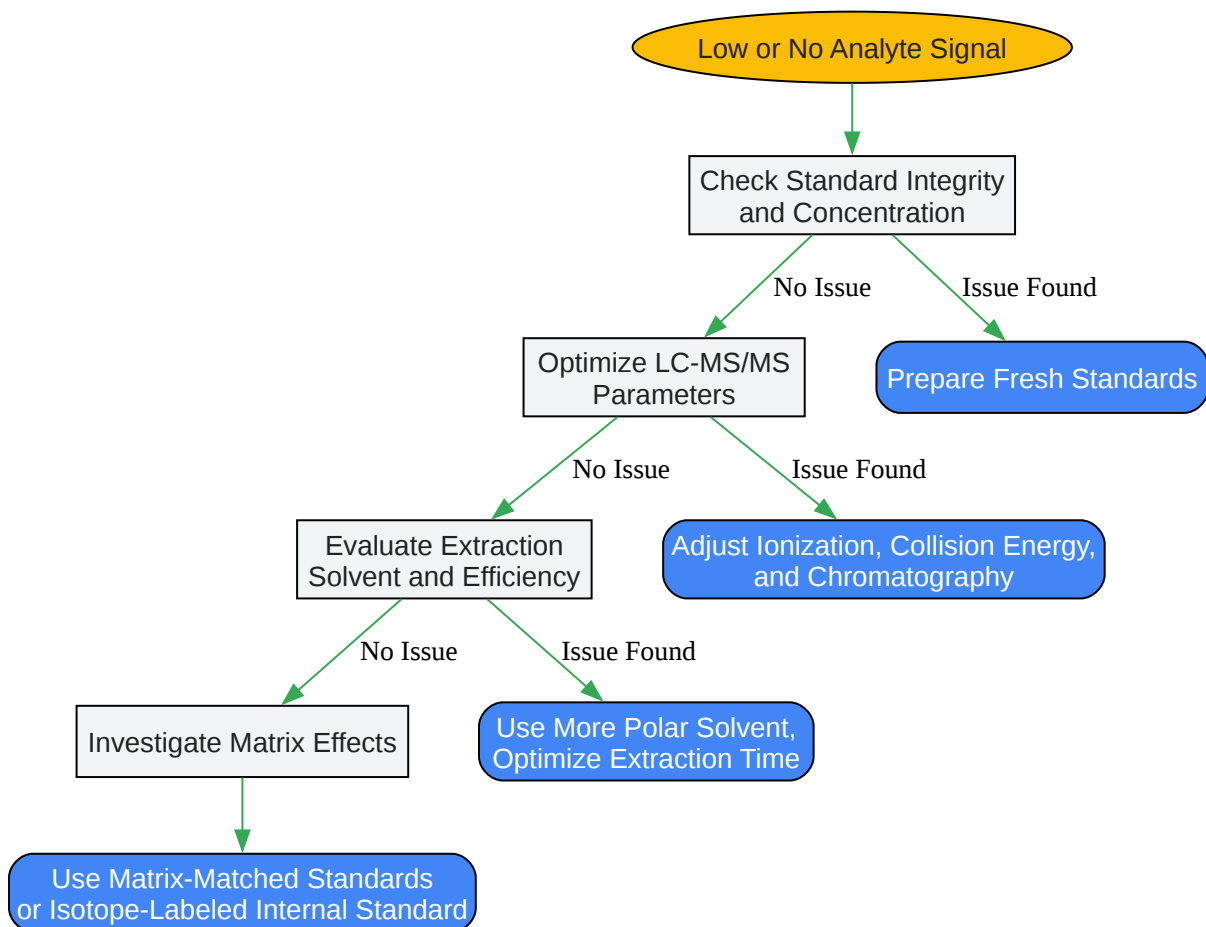 Low or No Analyte Signal
Check Standard Integrity
and Concentration
No Issue
Issue Found
Optimize LC-MS/MS
Parameters
Prepare Fresh Standards
No Issue
Issue Found
Evaluate Extraction
Solvent and Efficiency
Adjust Ionization, Collision Energy,
and Chromatography
No Issue
Issue Found
Investigate Matrix Effects
Use More Polar Solvent,
Optimize Extraction Time
Use Matrix-Matched Standards
or Isotope-Labeled Internal Standard